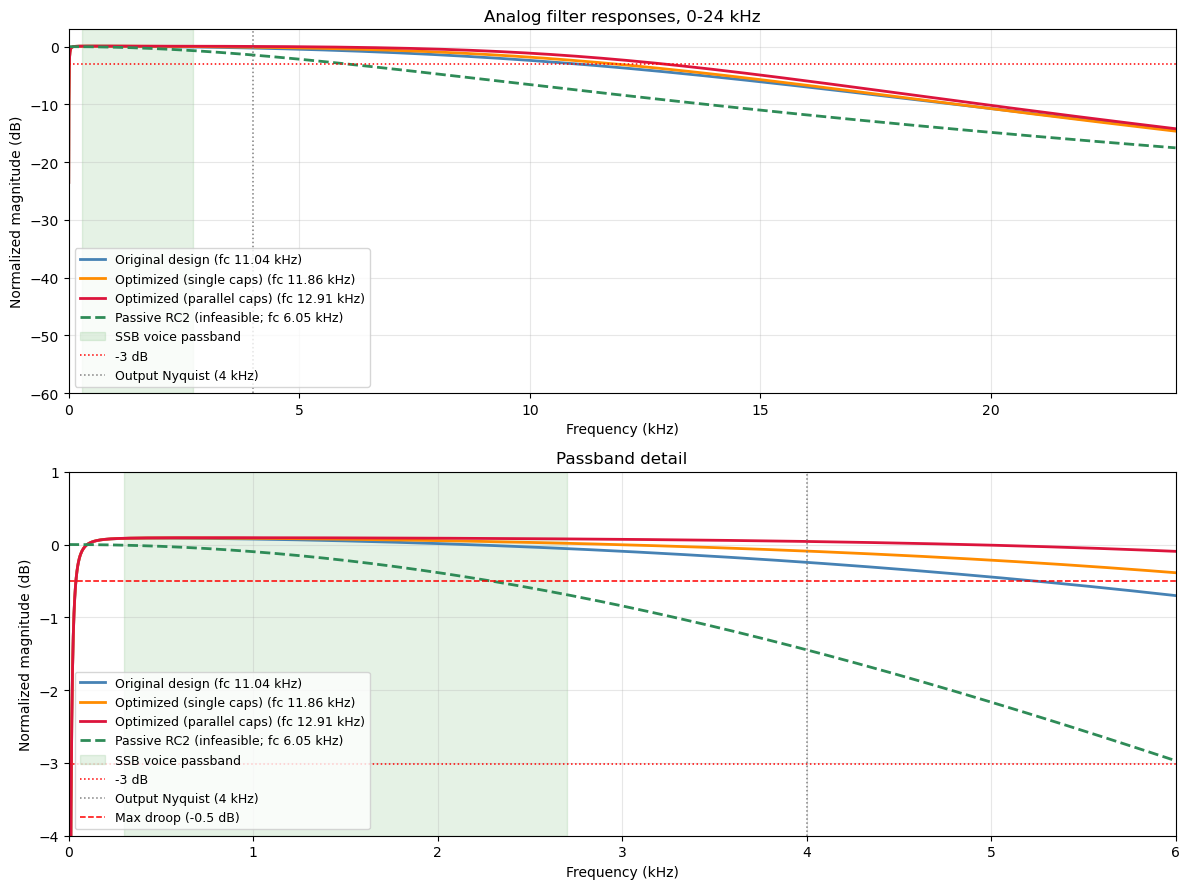 Analog filter responses, 0-24 kHz
Normalized magnitude (dB)
0
−10
−20
−30
−40
−50
−60
Original design (fc 11.04 kHz)
Optimized (single caps) (fc 11.86 kHz)
Optimized (parallel caps) (fc 12.91 kHz)
Passive RC2 (infeasible; fc 6.05 kHz)
SSB voice passband
-3 dB
Output Nyquist (4 kHz)
0 5 10 15 20
Frequency (kHz)
Passband detail
Normalized magnitude (dB)
1
0
−1
−2
−3
−4
Original design (fc 11.04 kHz)
Optimized (single caps) (fc 11.86 kHz)
Optimized (parallel caps) (fc 12.91 kHz)
Passive RC2 (infeasible; fc 6.05 kHz)
SSB voice passband
-3 dB
Output Nyquist (4 kHz)
Max droop (-0.5 dB)
0 1 2 3 4 5 6
Frequency (kHz)